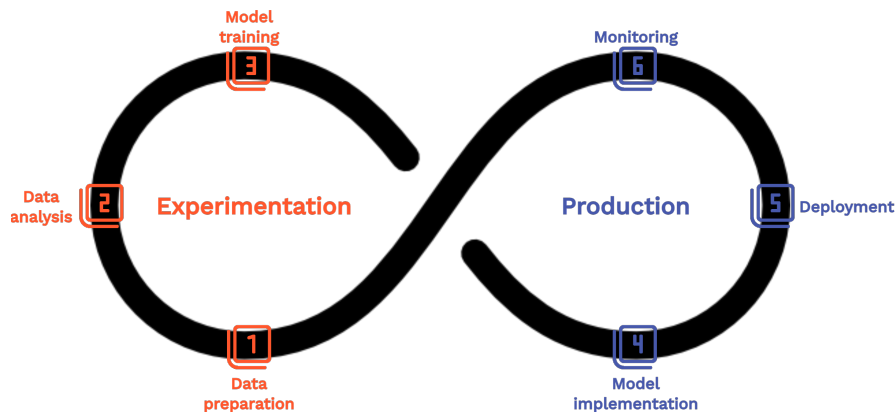 Model
training
3
Monitoring
6
Data
analysis
2
Experimentation
Production
5
Deployment
1
Data
preparation
4
Model
implementation